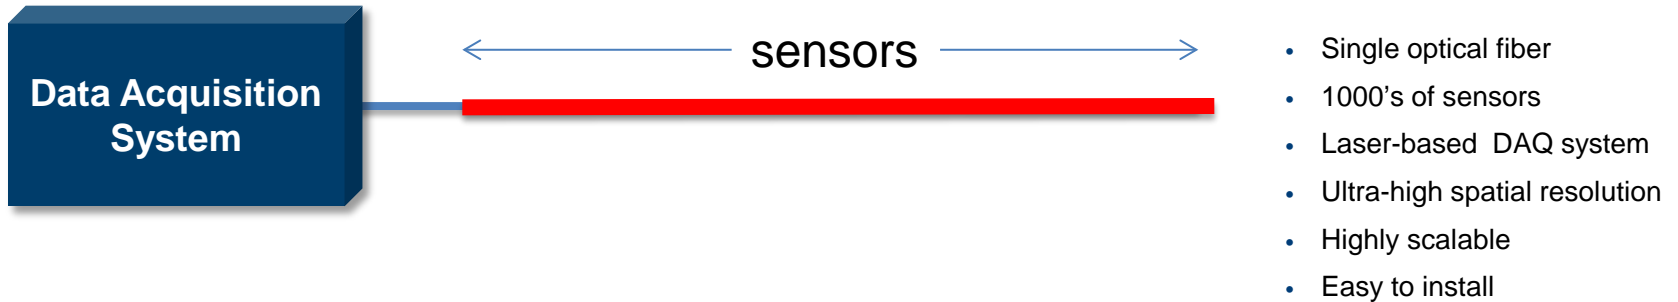 Data Acquisition
System
sensors
• Single optical fiber
• 1000’s of sensors
• Laser-based  DAQ system
• Ultra-high spatial resolution
• Highly scalable
• Easy to install